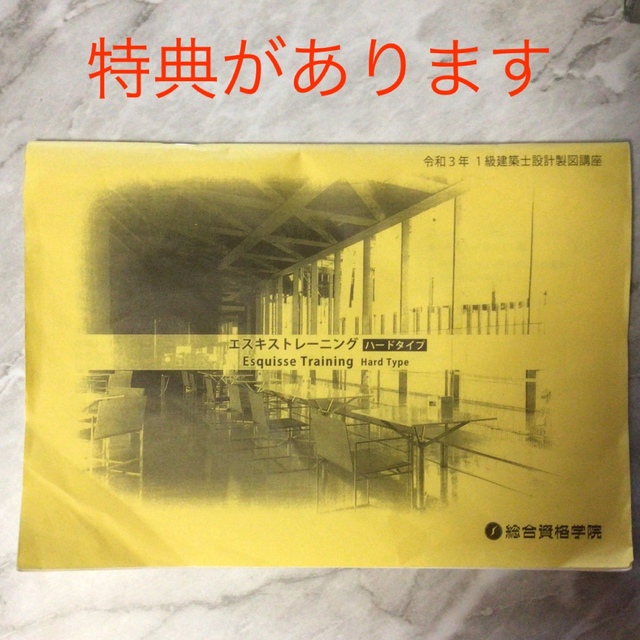 特典があります
令和3年 1級建築士設計製図講座
エスキストレーニング ハードタイプ
Esquisse Training Hard Type
総合資格学院